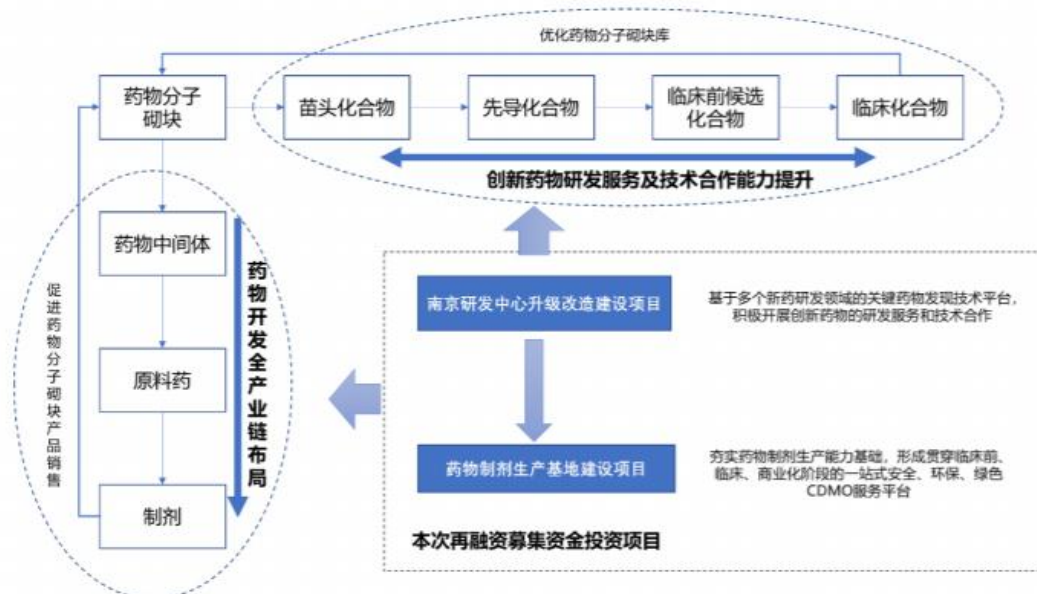 优化药物分子砌块库
药物分子
砌块
苗头化合物
先导化合物
临床前候选
化合物
临床化合物
创新药物研发服务及技术合作能力提升
药物中间体
原料药
制剂
药物开发全产业链布局
促进药物分子砌块产品销售
南京研发中心升级改造建设项目
基于多个新药研发领域的关键药物发现技术平台，
积极开展创新药物的研发服务和技术合作
药物制剂生产基地建设项目
夯实药物制剂生产能力基础，形成贯穿临床前、
临床、商业化阶段的一站式安全、环保、绿色
CDMO服务平台
本次再融资募集资金投资项目